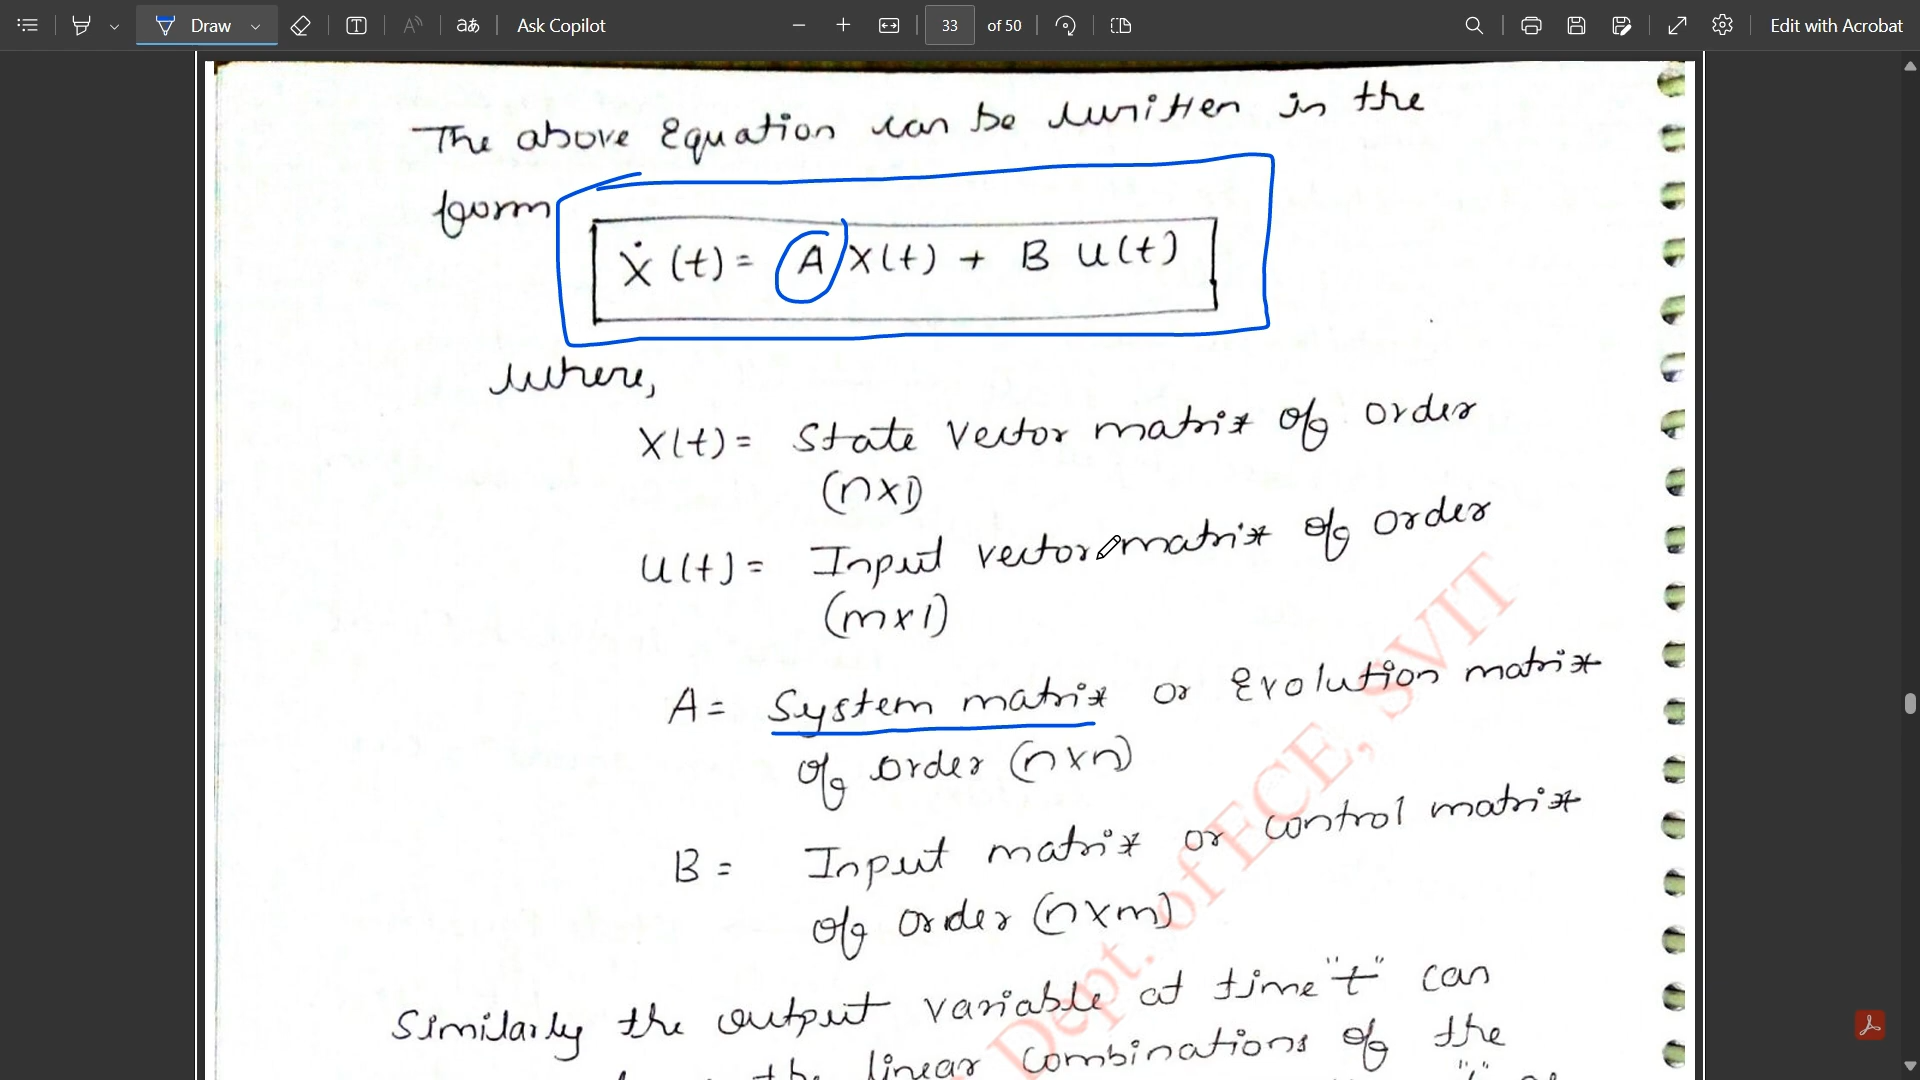 Draw
Ask Copilot
33 of 50
Edit with Acrobat
The above Equation can be written in the
form
Ẋ(t) = A X(t) + B U(t)
where,
X(t) = State Vector matrix of order
(n×1)
U(t) = Input vector matrix of order
(m×1)
A = System matrix or Evolution matrix
of order (n×n)
B = Input matrix or control matrix
of order (n×m)
Similarly the output variable at time "t" can
the linear combinations of the
Dept. of ECE, SVIT